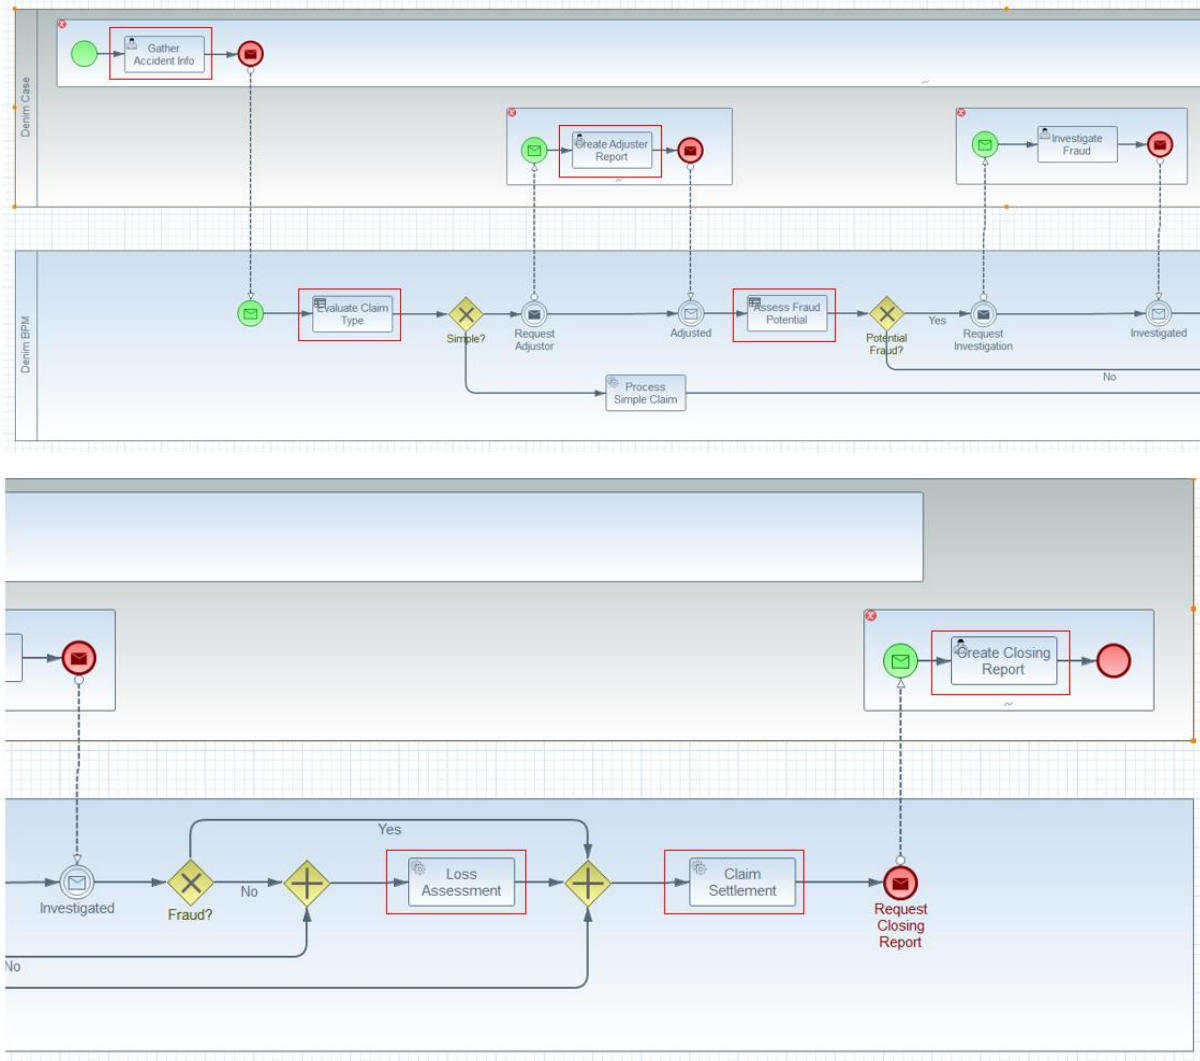 Denim Case
Gather
Accident Info
Create Adjuster
Report
Investigate
Fraud
Denim BPM
Evaluate Claim
Type
Simple?
Request
Adjustor
Adjusted
Assess Fraud
Potential
Potential
Fraud?
Yes
Request
Investigation
Investigated
No
Process
Simple Claim
Create Closing
Report
Investigated
Fraud?
Yes
No
Loss
Assessment
Claim
Settlement
Request
Closing
Report
No